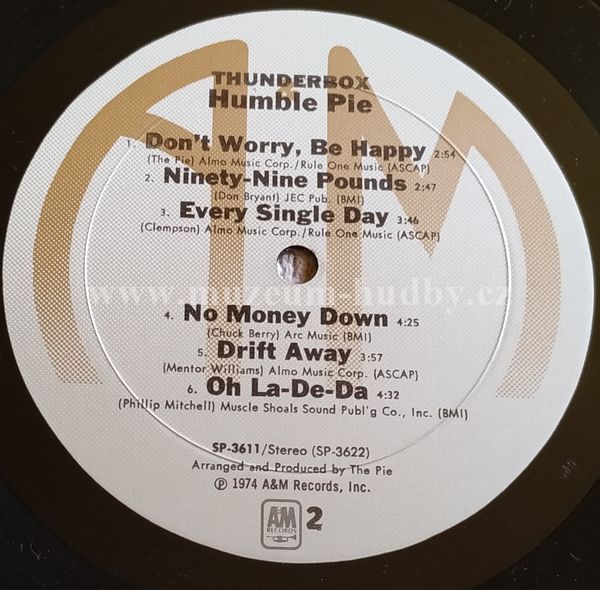 THUNDERBOX
Humble Pie
1. Don't Worry, Be Happy 2:54
(The Pie) Almo Music Corp./Rule One Music (ASCAP)
2. Ninety-Nine Pounds 2:47
(Don Bryant) JEC Pub. (BMI)
3. Every Single Day 3:46
(Clempson) Almo Music Corp./Rule One Music (ASCAP)
www.muzeum-hudby.cz
4. No Money Down 4:25
(Chuck Berry) Arc Music (BMI)
5. Drift Away 3:57
(Mentor Williams) Almo Music Corp. (ASCAP)
6. Oh La-De-Da 4:32
(Phillip Mitchell) Muscle Shoals Sound Publ'g Co., Inc. (BMI)
SP-3611/Stereo (SP-3622)
Arranged and Produced by The Pie
℗ 1974 A&M Records, Inc.
A&M RECORDS 2